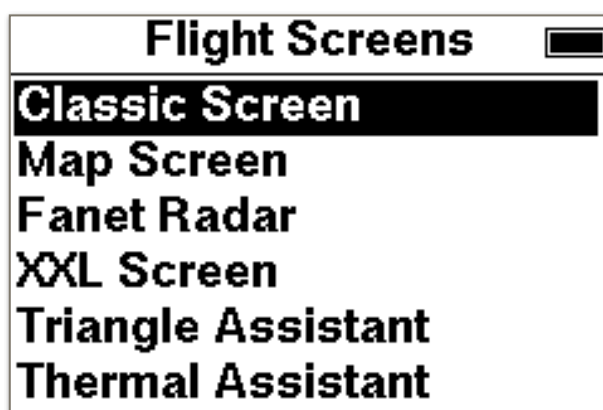 Flight Screens
Classic Screen
Map Screen
Fanet Radar
XXL Screen
Triangle Assistant
Thermal Assistant